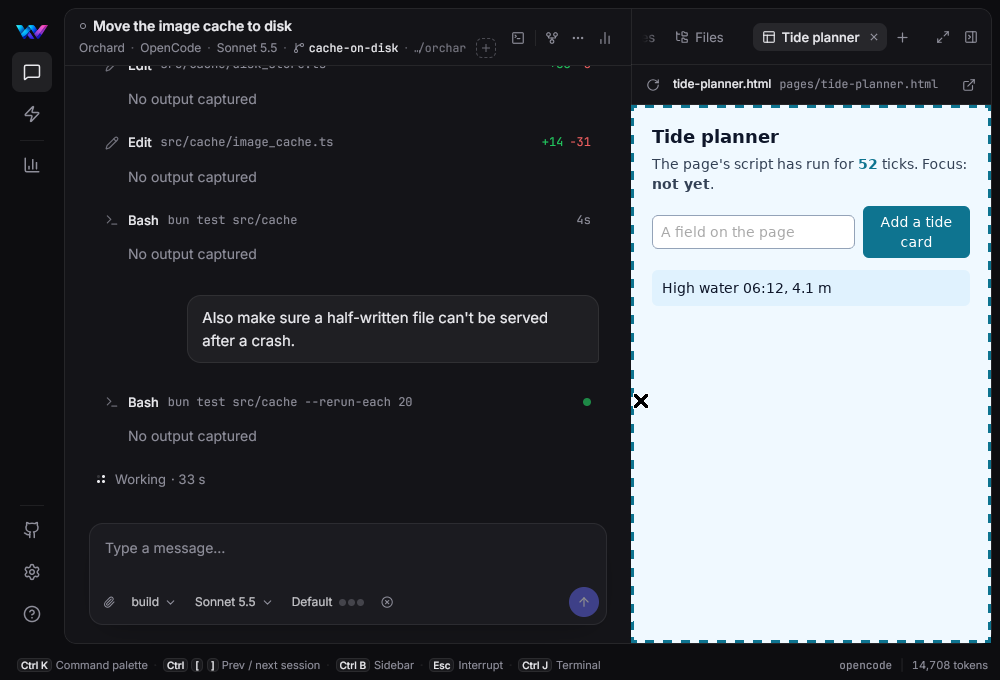 Move the image cache to disk
Orchard · OpenCode · Sonnet 5.5 · cache-on-disk · ../orchar
Edit src/cache/disk_store.ts
No output captured
Edit src/cache/image_cache.ts +14 -31
No output captured
Bash bun test src/cache 4s
No output captured
Also make sure a half-written file can't be served
after a crash.
Bash bun test src/cache --rerun-each 20
No output captured
Working · 33 s
Type a message...
build Sonnet 5.5 Default
Files Tide planner
tide-planner.html pages/tide-planner.html
Tide planner
The page's script has run for 52 ticks. Focus:
not yet.
A field on the page
Add a tide
card
High water 06:12, 4.1 m
Ctrl K Command palette · Ctrl [ ] Prev / next session · Ctrl B Sidebar · Esc Interrupt · Ctrl J Terminal
opencode 14,708 tokens